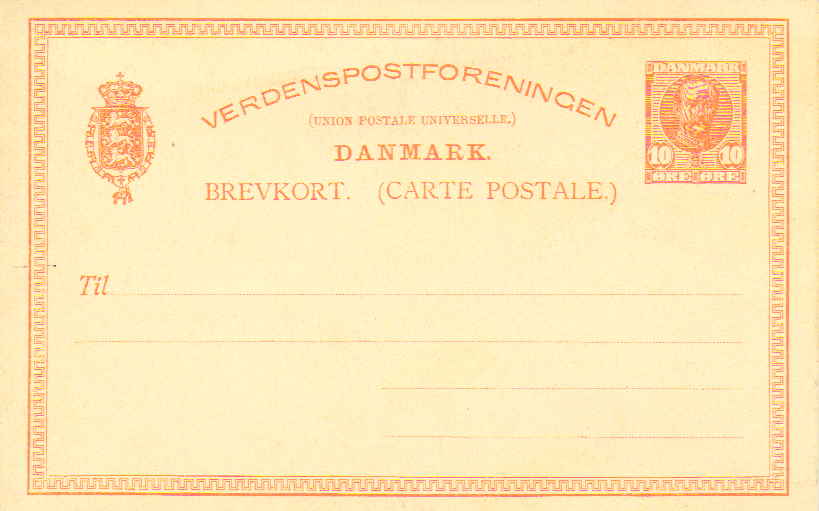 VERDENSPOSTFORENINGEN
(UNION POSTALE UNIVERSELLE.)
DANMARK.
BREVKORT. (CARTE POSTALE.)
DANMARK
10 10
ØRE ØRE
Til